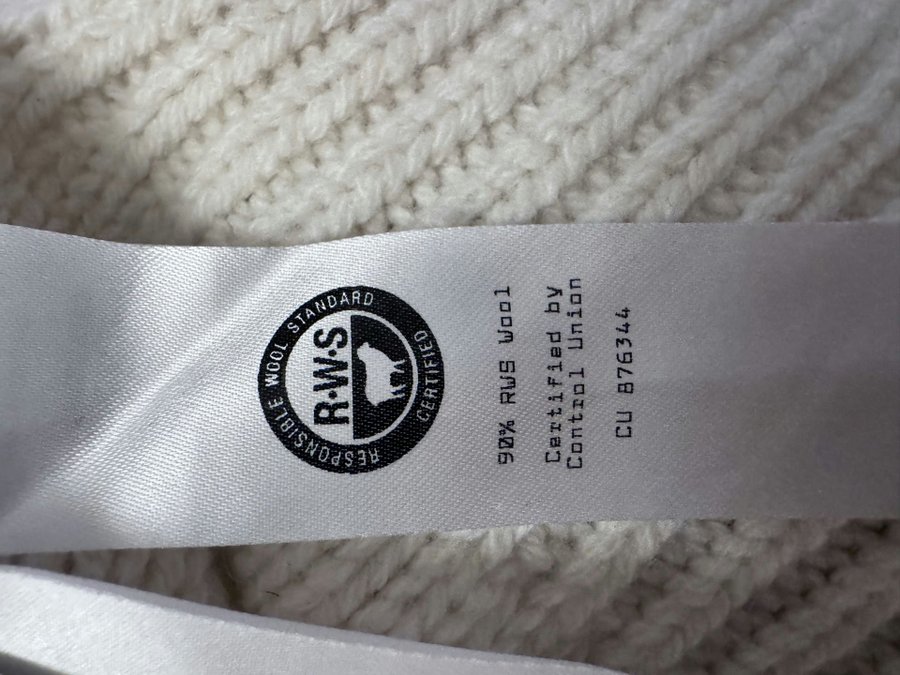 RESPONSIBLE WOOL STANDARD
R·W·S
CERTIFIED
90% RWS Wool
Certified by
Control Union
CU 876344